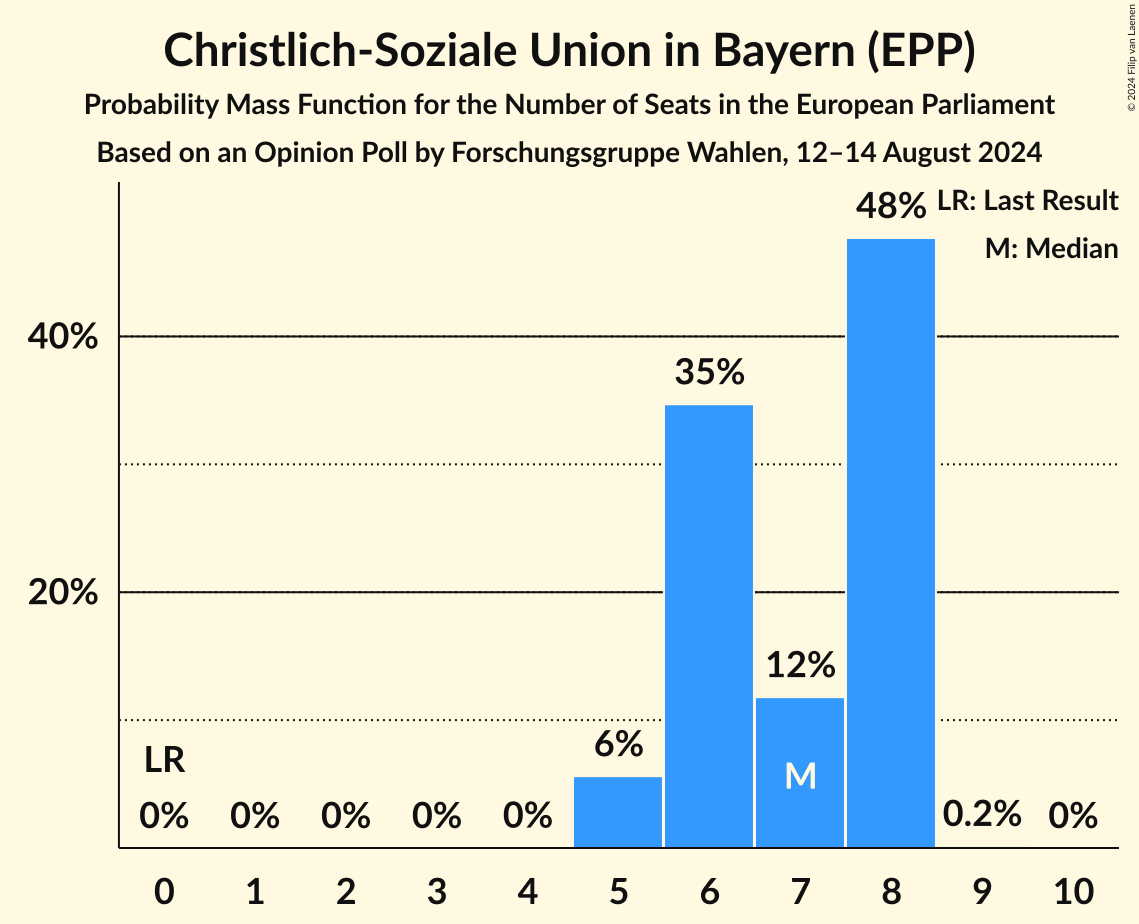 Christlich-Soziale Union in Bayern (EPP)
Probability Mass Function for the Number of Seats in the European Parliament
Based on an Opinion Poll by Forschungsgruppe Wahlen, 12–14 August 2024
© 2024 Filip van Laenen
LR: Last Result
M: Median
48%
40%
35%
20%
12%
6%
LR
M
0% 0% 0% 0% 0% 0.2% 0%
0 1 2 3 4 5 6 7 8 9 10